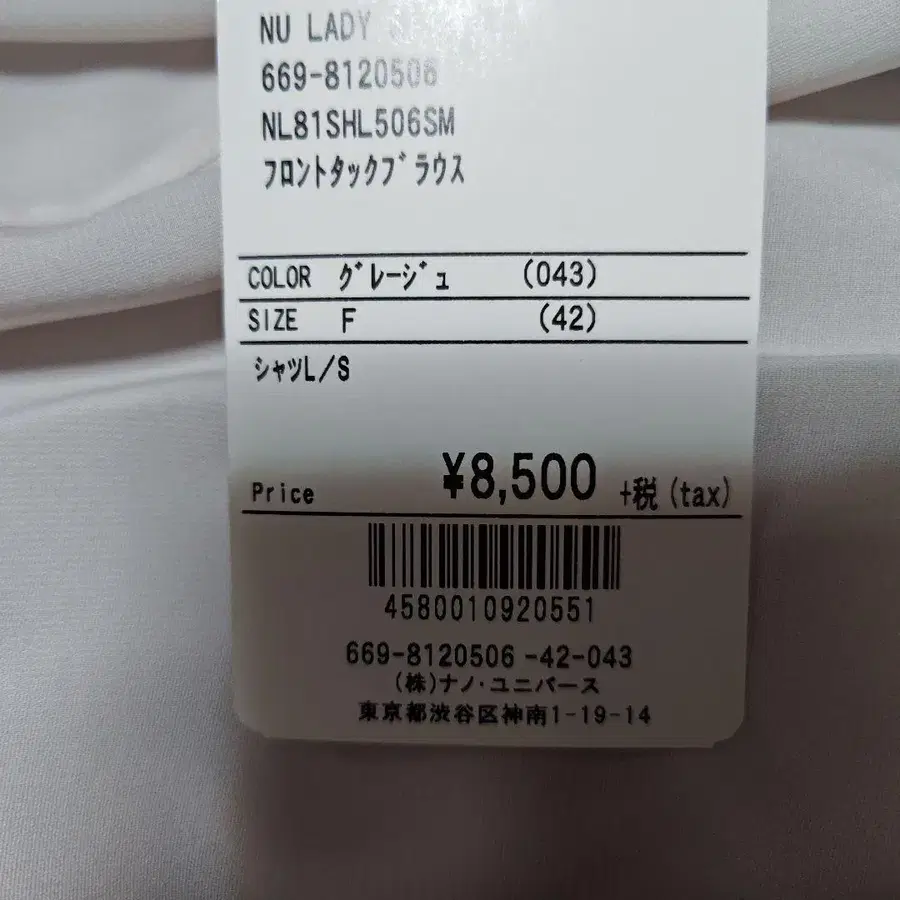 NU LADY
669-8120506
NL81SHL506SM
フロントタックブラウス
COLOR グレージュ (043)
SIZE F (42)
シャツL/S
Price ¥8,500 +税(tax)
4580010920551
669-8120506-42-043
(株)ナノ・ユニバース
東京都渋谷区神南1-19-14